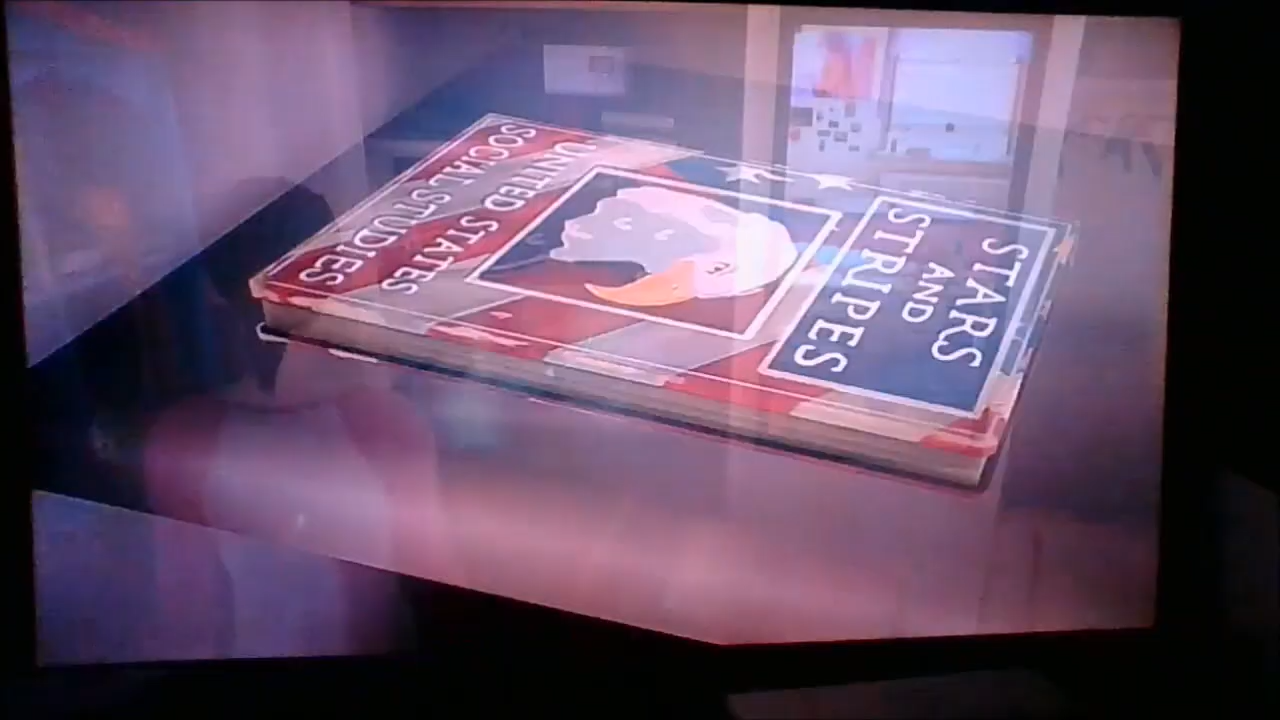 STARS
AND
STRIPES
UNITED STATES
SOCIAL STUDIES